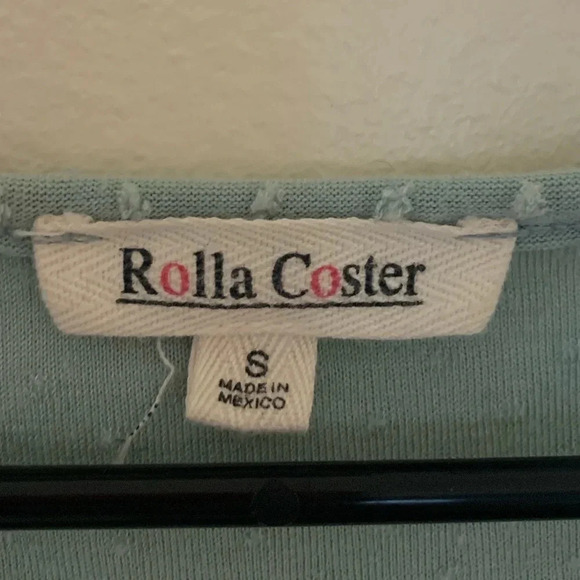 Rolla Coster
S
MADE IN
MEXICO